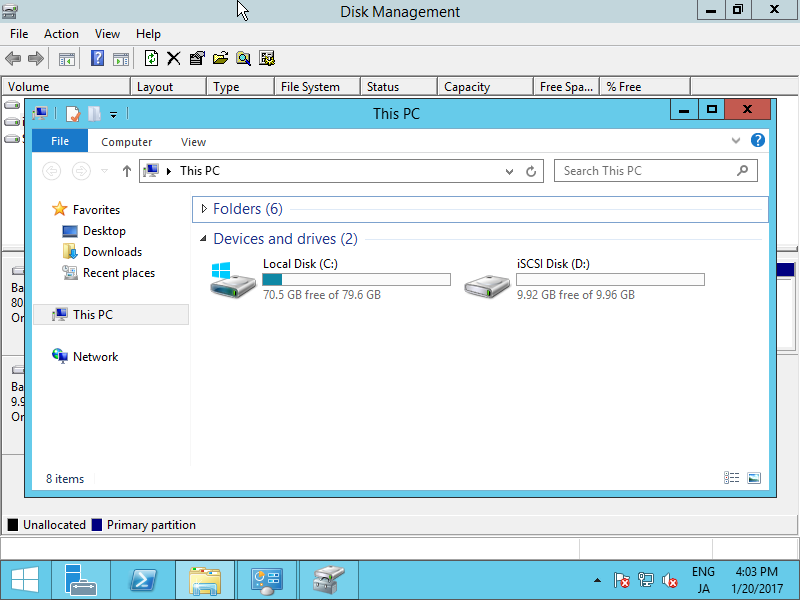 Disk Management
File Action View Help
Volume Layout Type File System Status Capacity Free Spa... % Free
This PC
File Computer View
This PC
Search This PC
Favorites
Desktop
Downloads
Recent places
This PC
Network
Folders (6)
Devices and drives (2)
Local Disk (C:)
70.5 GB free of 79.6 GB
iSCSI Disk (D:)
9.92 GB free of 9.96 GB
Ba
80
On
Ba
9.9
On
8 items
Unallocated Primary partition
ENG
JA
4:03 PM
1/20/2017